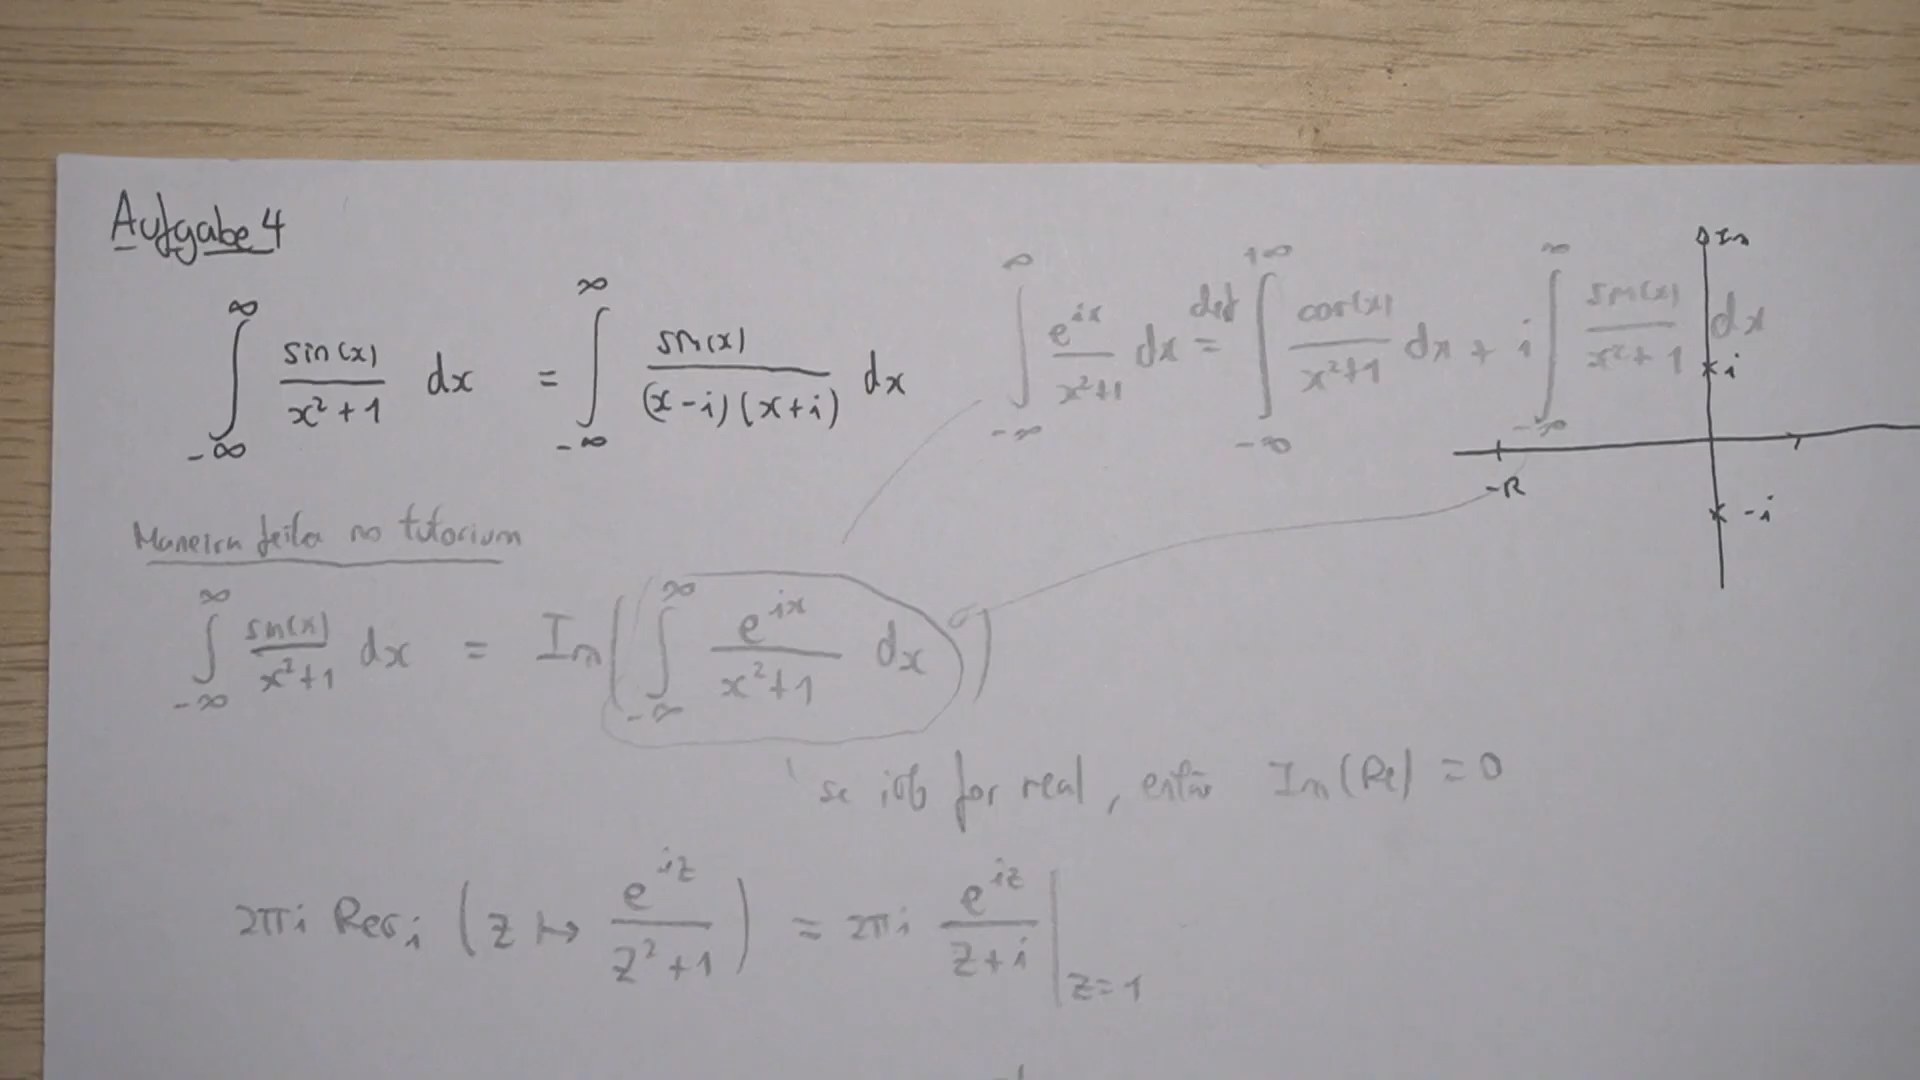 Aufgabe 4
∫_{-∞}^{∞} sin(x)/(x²+1) dx = ∫_{-∞}^{∞} sin(x)/((x-i)(x+i)) dx
∫_{-∞}^{∞} e^{ix}/(x²+1) dx =^{def} ∫_{-∞}^{+∞} cos(x)/(x²+1) dx + i ∫_{-∞}^{∞} sin(x)/(x²+1) dx
Im
i
-R
-i
Maneira feita no tutorium
∫_{-∞}^{∞} sin(x)/(x²+1) dx = Im( ∫_{-∞}^{∞} e^{ix}/(x²+1) dx )
se for real, então Im(Re) = 0
2πi Res_i ( z ↦ e^{iz}/(z²+1) ) = 2πi e^{iz}/(z+i) |_{z=1}